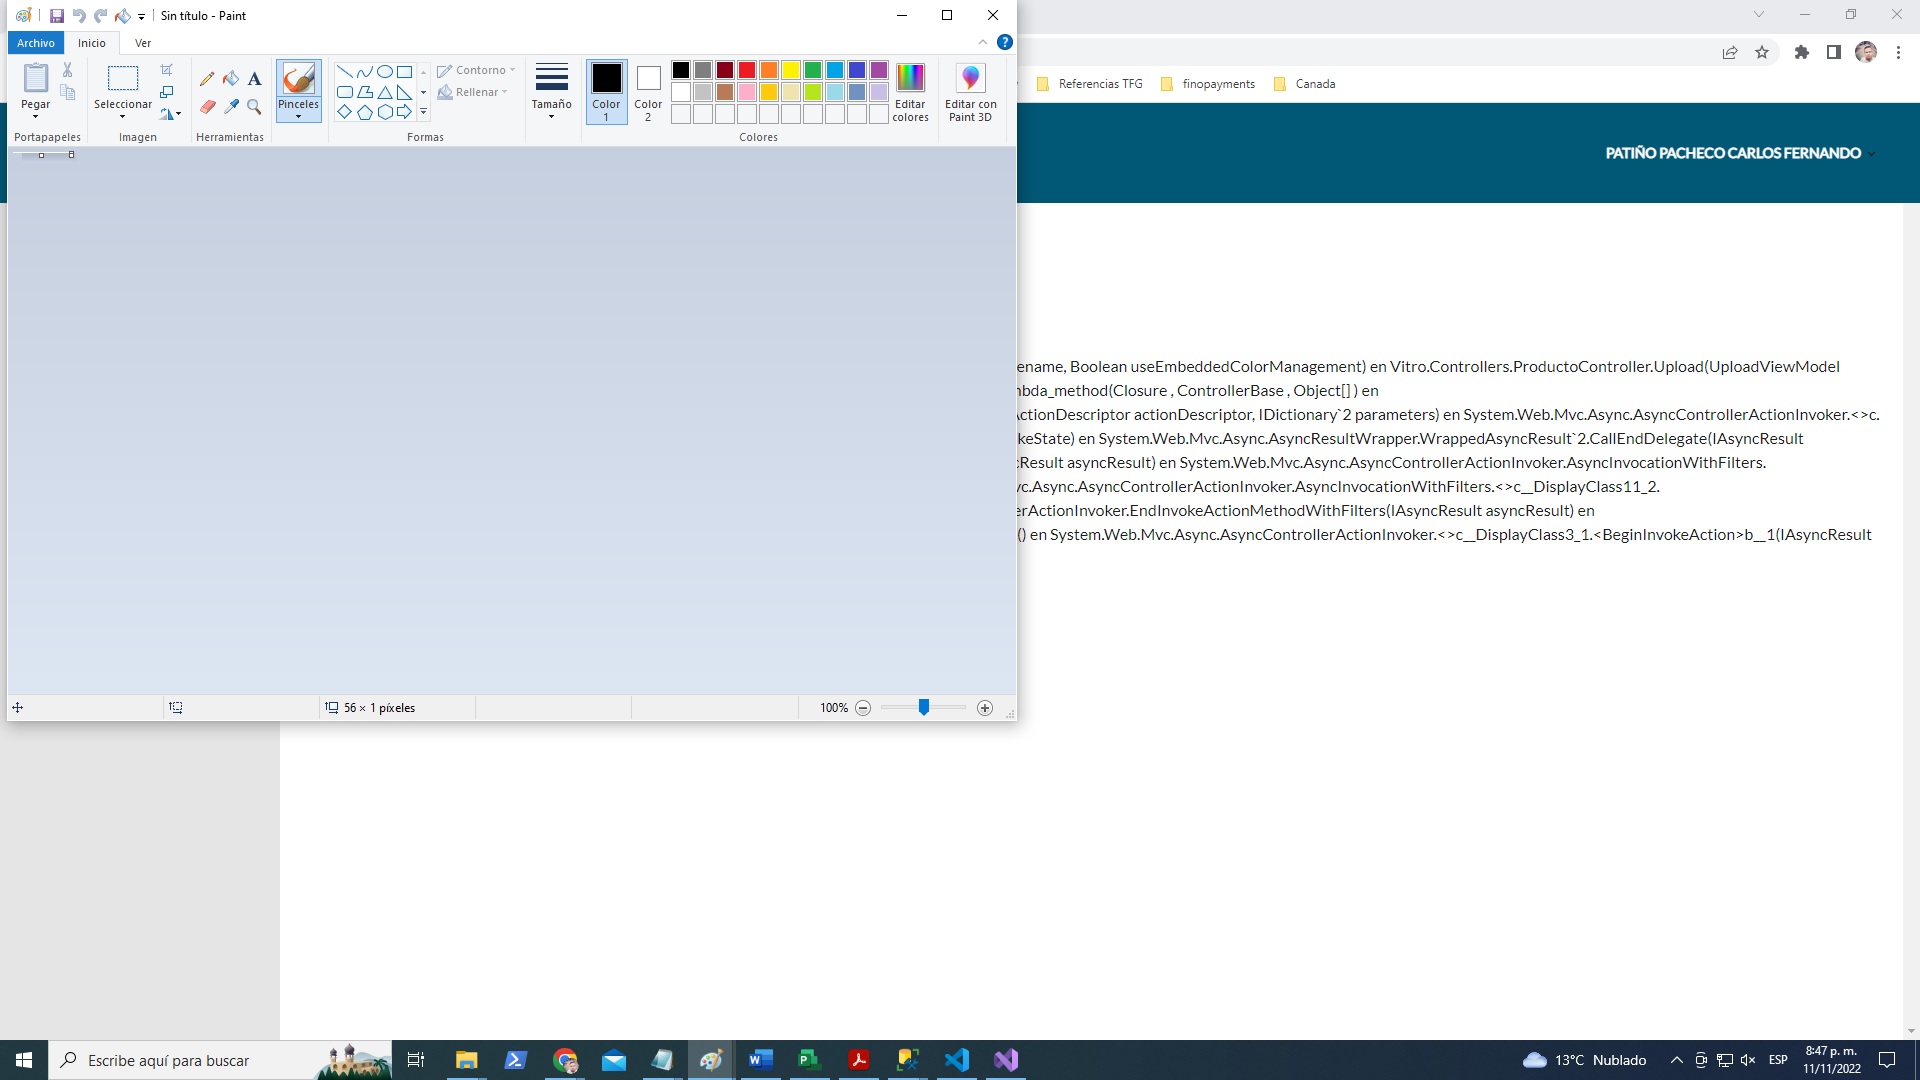 Sin título - Paint
Archivo
Inicio
Ver
Pegar
Portapapeles
Seleccionar
Imagen
Herramientas
Pinceles
Contorno
Rellenar
Formas
Tamaño
Color 1
Color 2
Editar colores
Colores
Editar con Paint 3D
56 × 1 píxeles
100%
Referencias TFG
finopayments
Canada
PATIÑO PACHECO CARLOS FERNANDO
ename, Boolean useEmbeddedColorManagement) en Vitro.Controllers.ProductoController.Upload(UploadViewModel
nbda_method(Closure , ControllerBase , Object[] ) en
ActionDescriptor actionDescriptor, IDictionary`2 parameters) en System.Web.Mvc.Async.AsyncControllerActionInvoker.<>c.
keState) en System.Web.Mvc.Async.AsyncResultWrapper.WrappedAsyncResult`2.CallEndDelegate(IAsyncResult
cResult asyncResult) en System.Web.Mvc.Async.AsyncControllerActionInvoker.AsyncInvocationWithFilters.
vc.Async.AsyncControllerActionInvoker.AsyncInvocationWithFilters.<>c__DisplayClass11_2.
erActionInvoker.EndInvokeActionMethodWithFilters(IAsyncResult asyncResult) en
() en System.Web.Mvc.Async.AsyncControllerActionInvoker.<>c__DisplayClass3_1.<BeginInvokeAction>b__1(IAsyncResult
Escribe aquí para buscar
13°C Nublado
ESP
8:47 p. m.
11/11/2022